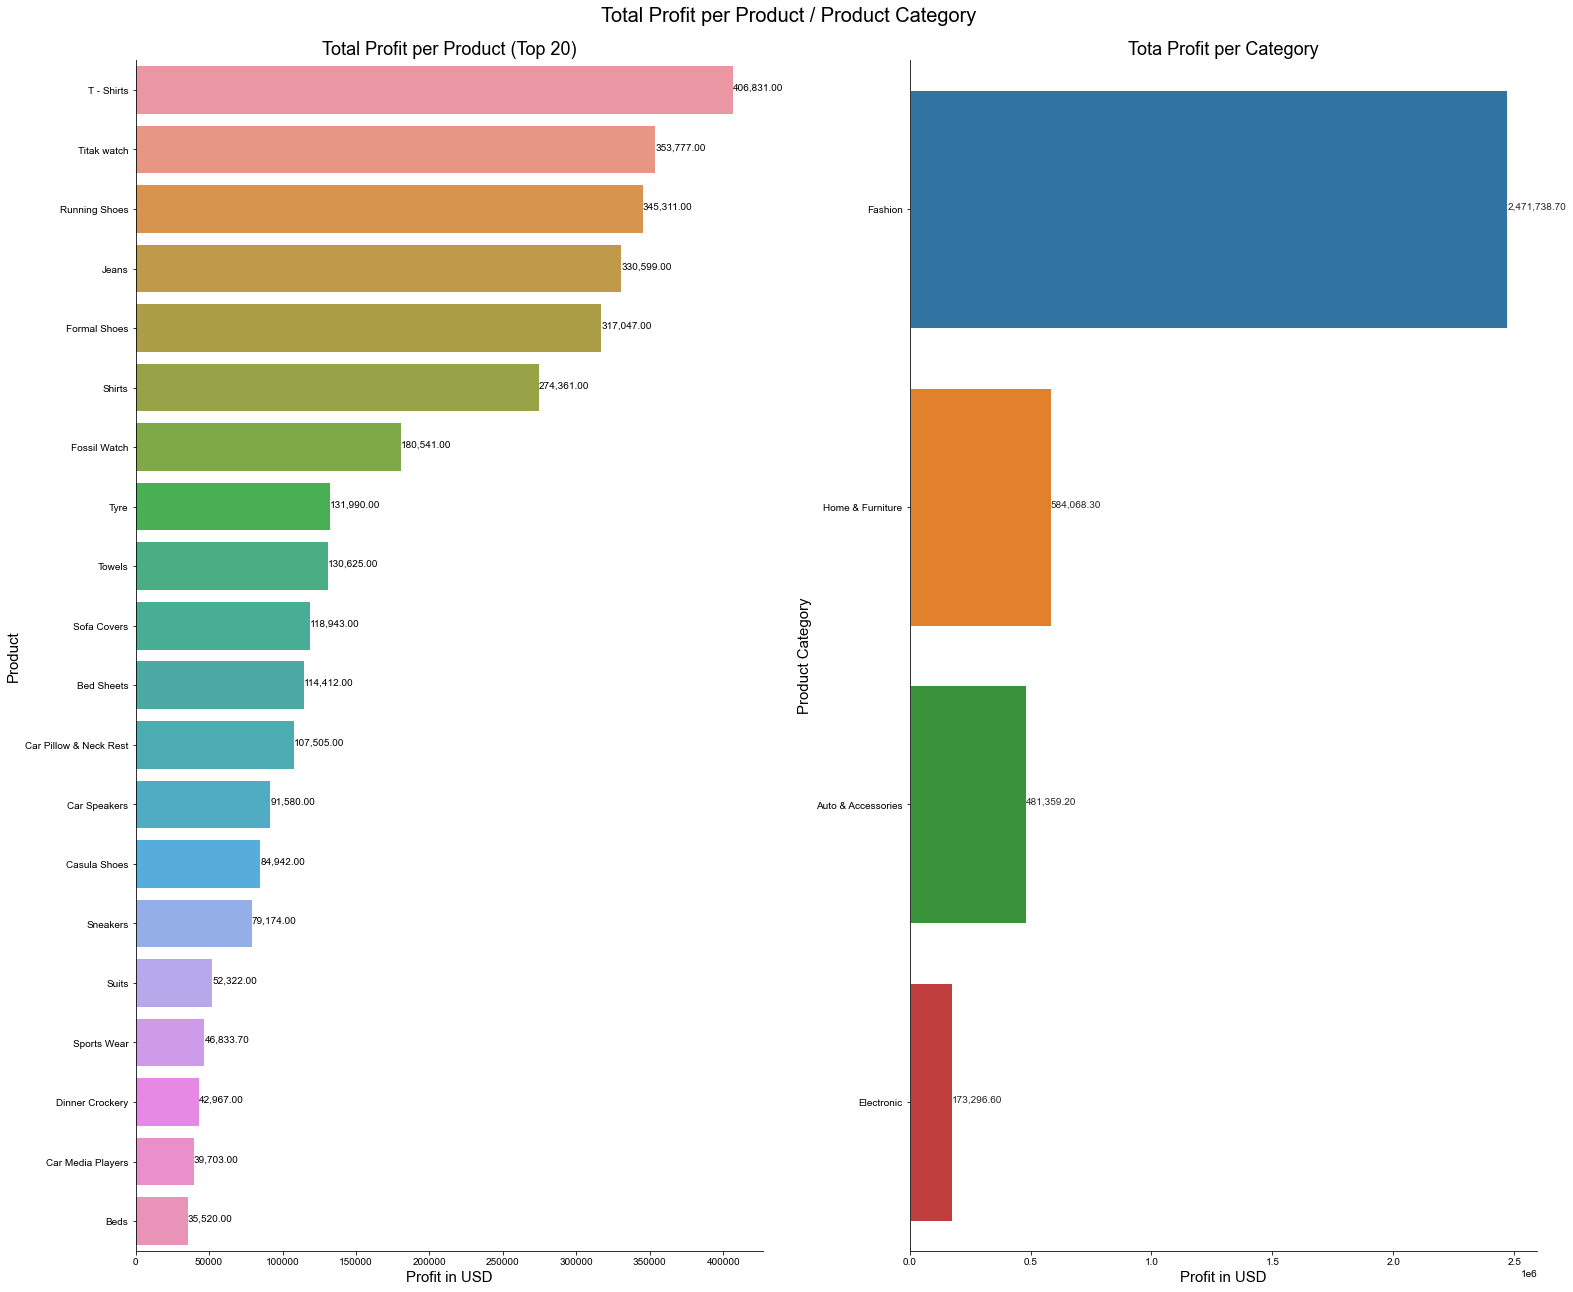 Total Profit per Product / Product Category
Total Profit per Product (Top 20)
Product
T - Shirts
406,831.00
Titak watch
353,777.00
Running Shoes
345,311.00
Jeans
330,599.00
Formal Shoes
317,047.00
Shirts
274,361.00
Fossil Watch
180,541.00
Tyre
131,990.00
Towels
130,625.00
Sofa Covers
118,943.00
Bed Sheets
114,412.00
Car Pillow & Neck Rest
107,505.00
Car Speakers
91,580.00
Casula Shoes
84,942.00
Sneakers
79,174.00
Suits
52,322.00
Sports Wear
46,833.70
Dinner Crockery
42,967.00
Car Media Players
39,703.00
Beds
35,520.00
0 50000 100000 150000 200000 250000 300000 350000 400000
Profit in USD
Tota Profit per Category
Product Category
Fashion
2,471,738.70
Home & Furniture
584,068.30
Auto & Accessories
481,359.20
Electronic
173,296.60
0.0 0.5 1.0 1.5 2.0 2.5
1e6
Profit in USD